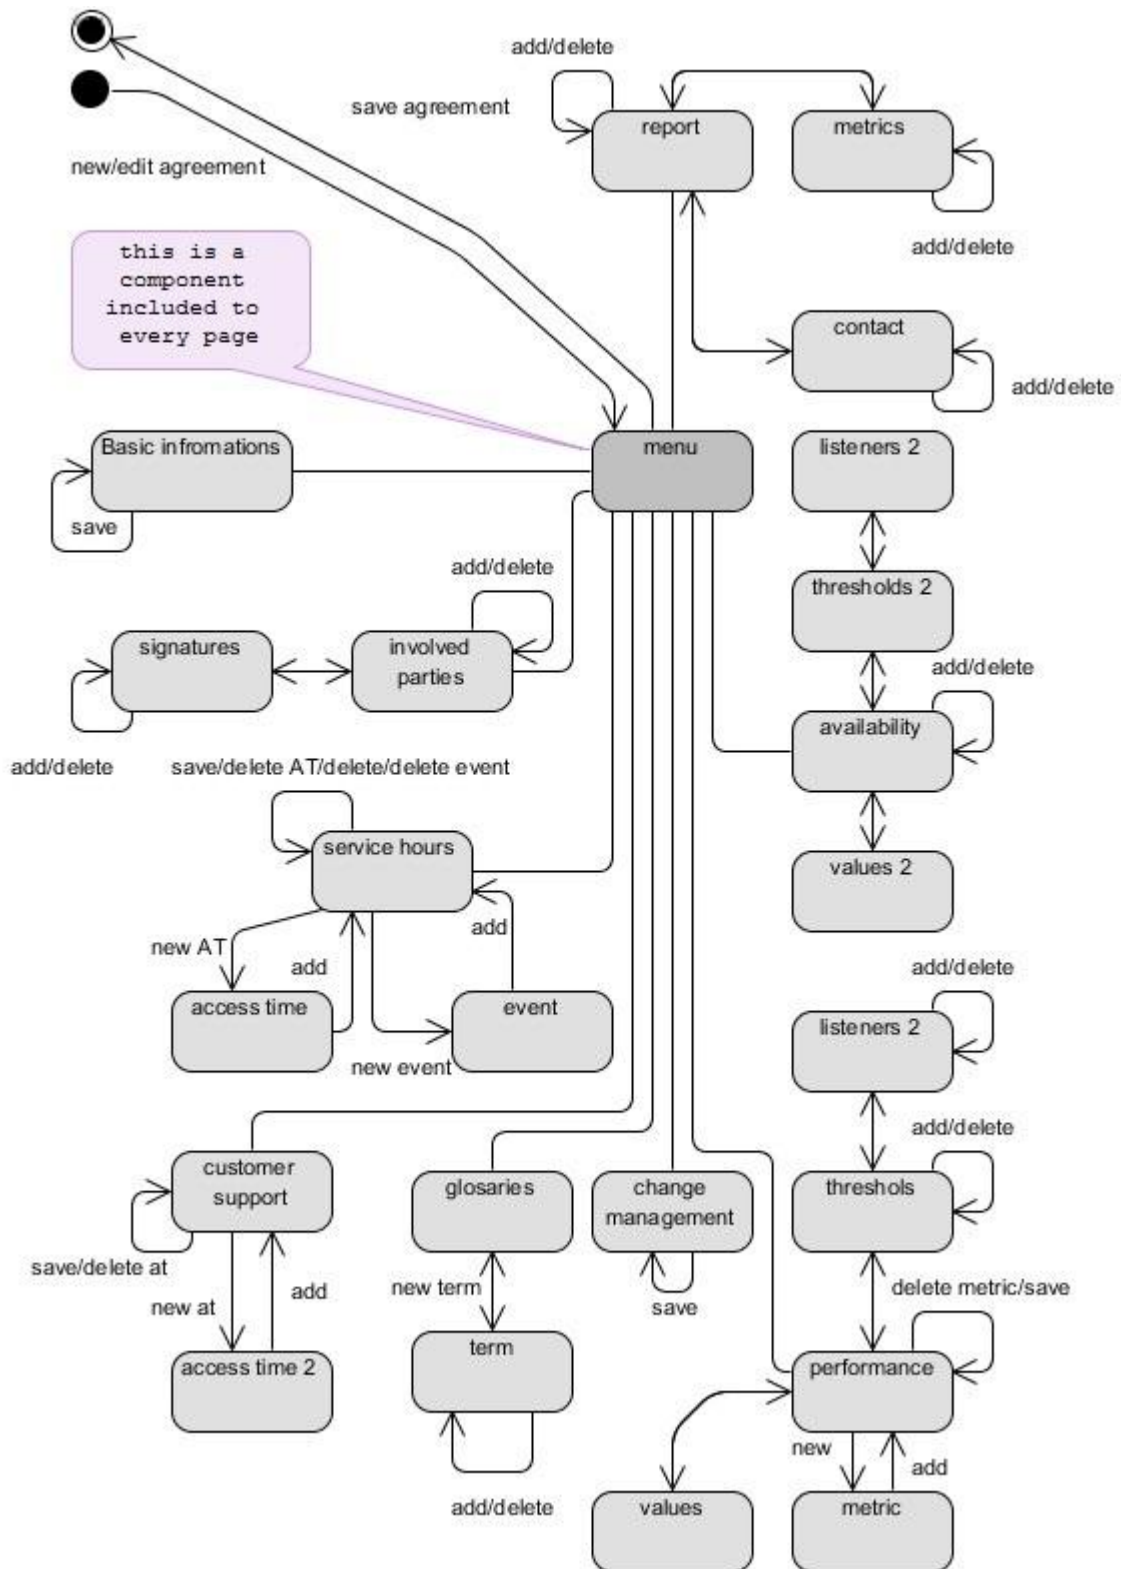 add/delete
save agreement
report
metrics
new/edit agreement
add/delete
this is a
component
included to
every page
contact
add/delete
Basic infromations
menu
listeners 2
save
add/delete
thresholds 2
signatures
involved
parties
add/delete
availability
add/delete
save/delete AT/delete/delete event
service hours
values 2
new AT
add
add
add/delete
access time
event
listeners 2
new event
add/delete
customer
support
glosaries
change
management
threshols
save/delete at
new at
add
new term
save
delete metric/save
access time 2
term
performance
new
add
add/delete
values
metric